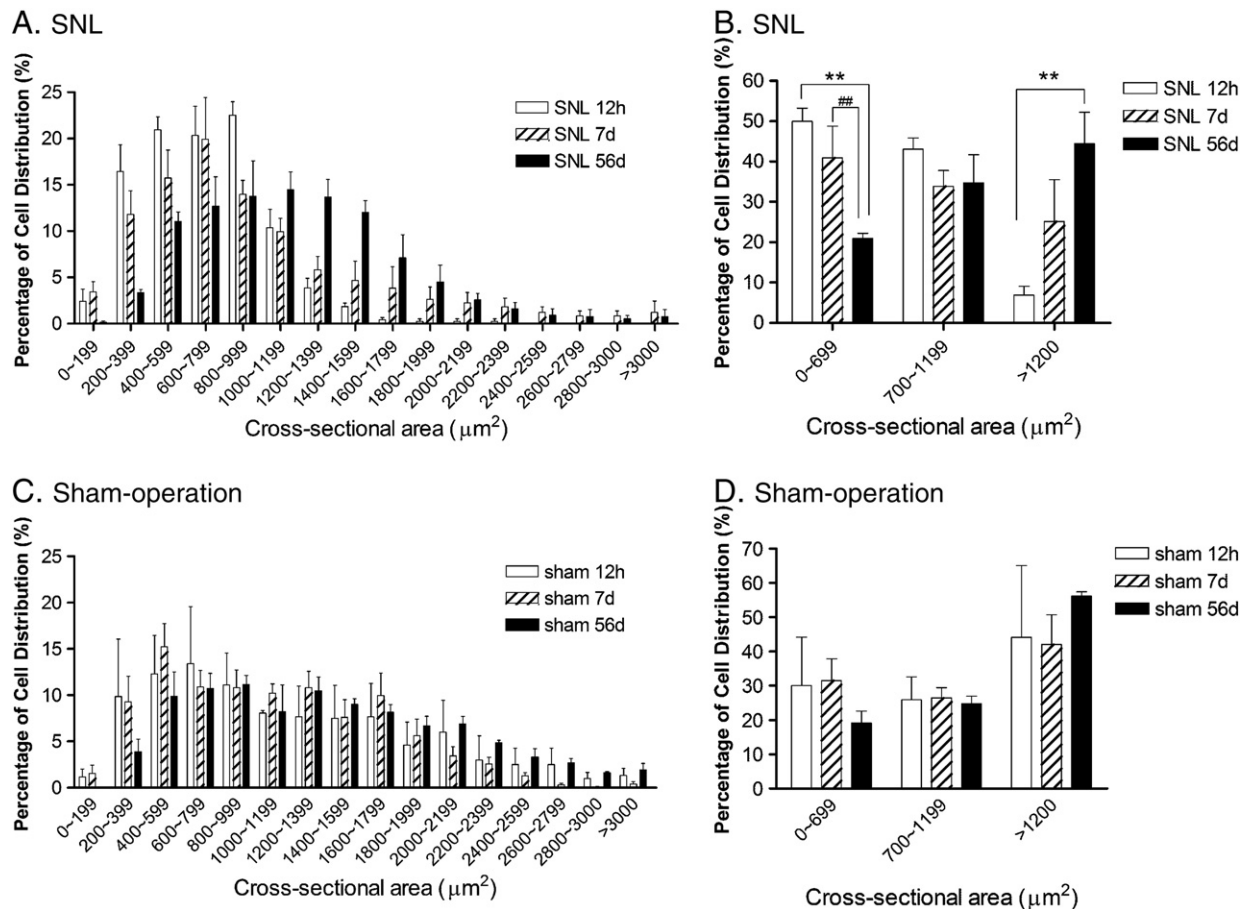 A. SNL
Percentage of Cell Distribution (%)
25
20
15
10
5
0
SNL 12h
SNL 7d
SNL 56d
0~199
200~399
400~599
600~799
800~999
1000~1199
1200~1399
1400~1599
1600~1799
1800~1999
2000~2199
2200~2399
2400~2599
2600~2799
2800~3000
>3000
Cross-sectional area (μm²)
B. SNL
Percentage of Cell Distribution (%)
60
50
40
30
20
10
0
**
##
**
SNL 12h
SNL 7d
SNL 56d
0~699
700~1199
>1200
Cross-sectional area (μm²)
C. Sham-operation
Percentage of Cell Distribution (%)
25
20
15
10
5
0
sham 12h
sham 7d
sham 56d
0~199
200~399
400~599
600~799
800~999
1000~1199
1200~1399
1400~1599
1600~1799
1800~1999
2000~2199
2200~2399
2400~2599
2600~2799
2800~3000
>3000
Cross-sectional area (μm²)
D. Sham-operation
Percentage of Cell Distribution (%)
70
60
50
40
30
20
10
0
sham 12h
sham 7d
sham 56d
0~699
700~1199
>1200
Cross-sectional area (μm²)